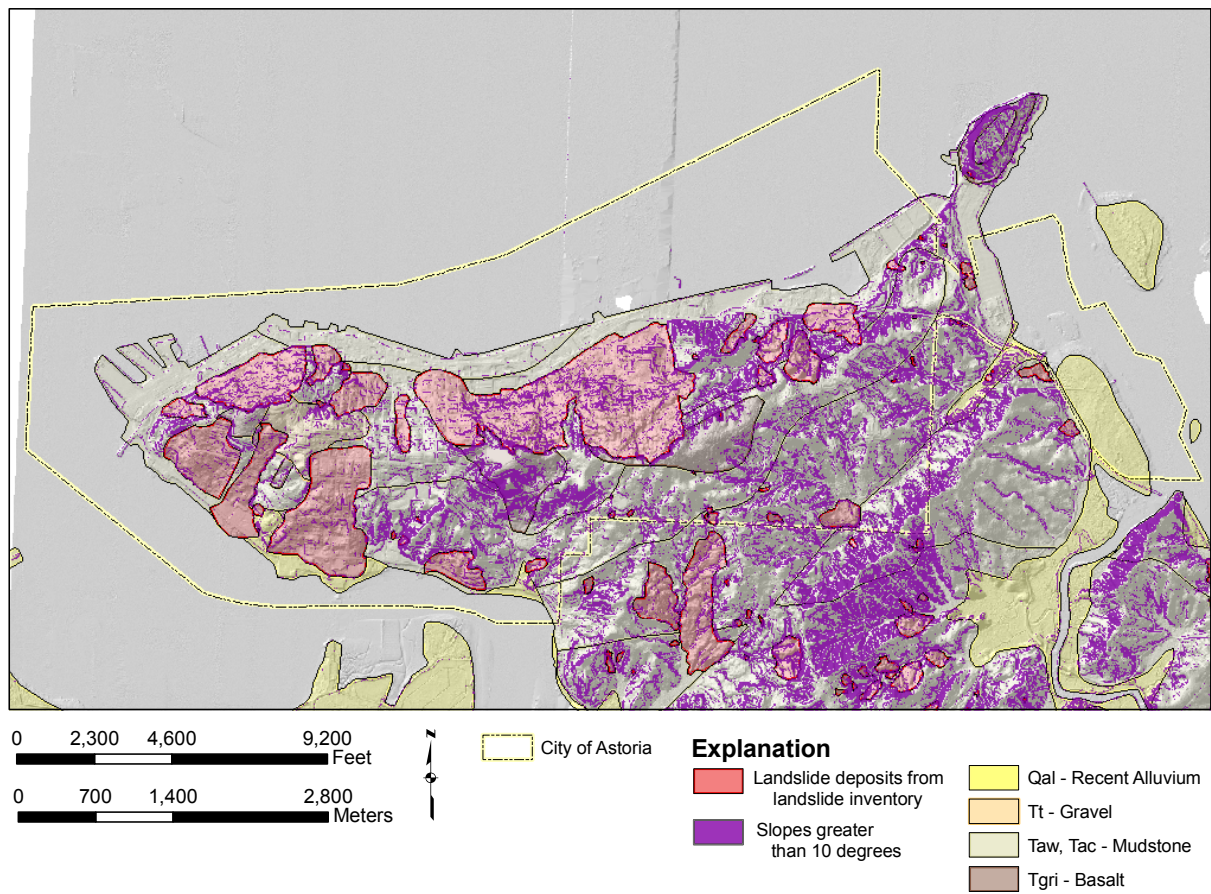 0 2,300 4,600 9,200
Feet
0 700 1,400 2,800
Meters
N
City of Astoria
Explanation
Landslide deposits from
landslide inventory
Slopes greater
than 10 degrees
Qal - Recent Alluvium
Tt - Gravel
Taw, Tac - Mudstone
Tgri - Basalt